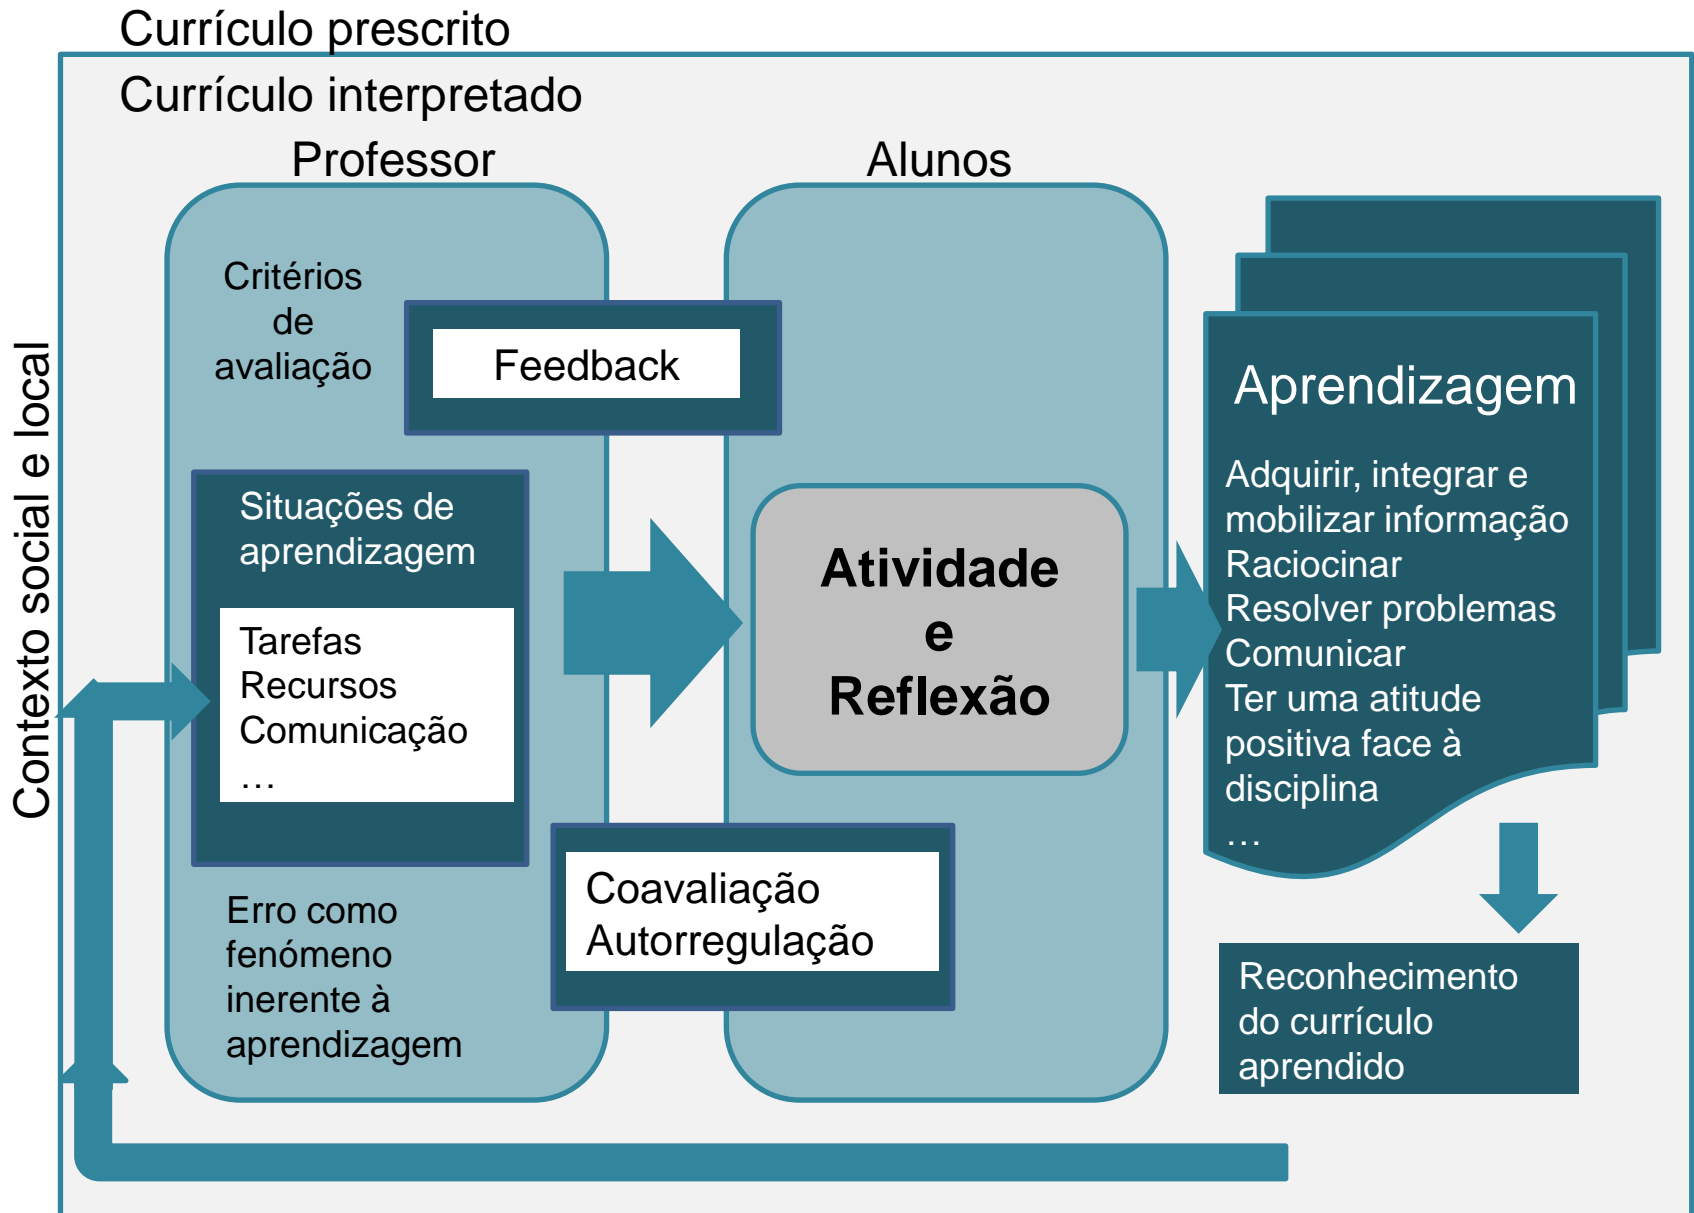 Currículo prescrito
Currículo interpretado
Professor
Alunos
Contexto social e local
Critérios
de
avaliação
Feedback
Situações de
aprendizagem
Tarefas
Recursos
Comunicação
…
Erro como
fenómeno
inerente à
aprendizagem
Atividade
e
Reflexão
Coavaliação
Autorregulação
Aprendizagem
Adquirir, integrar e
mobilizar informação
Raciocinar
Resolver problemas
Comunicar
Ter uma atitude
positiva face à
disciplina
…
Reconhecimento
do currículo
aprendido